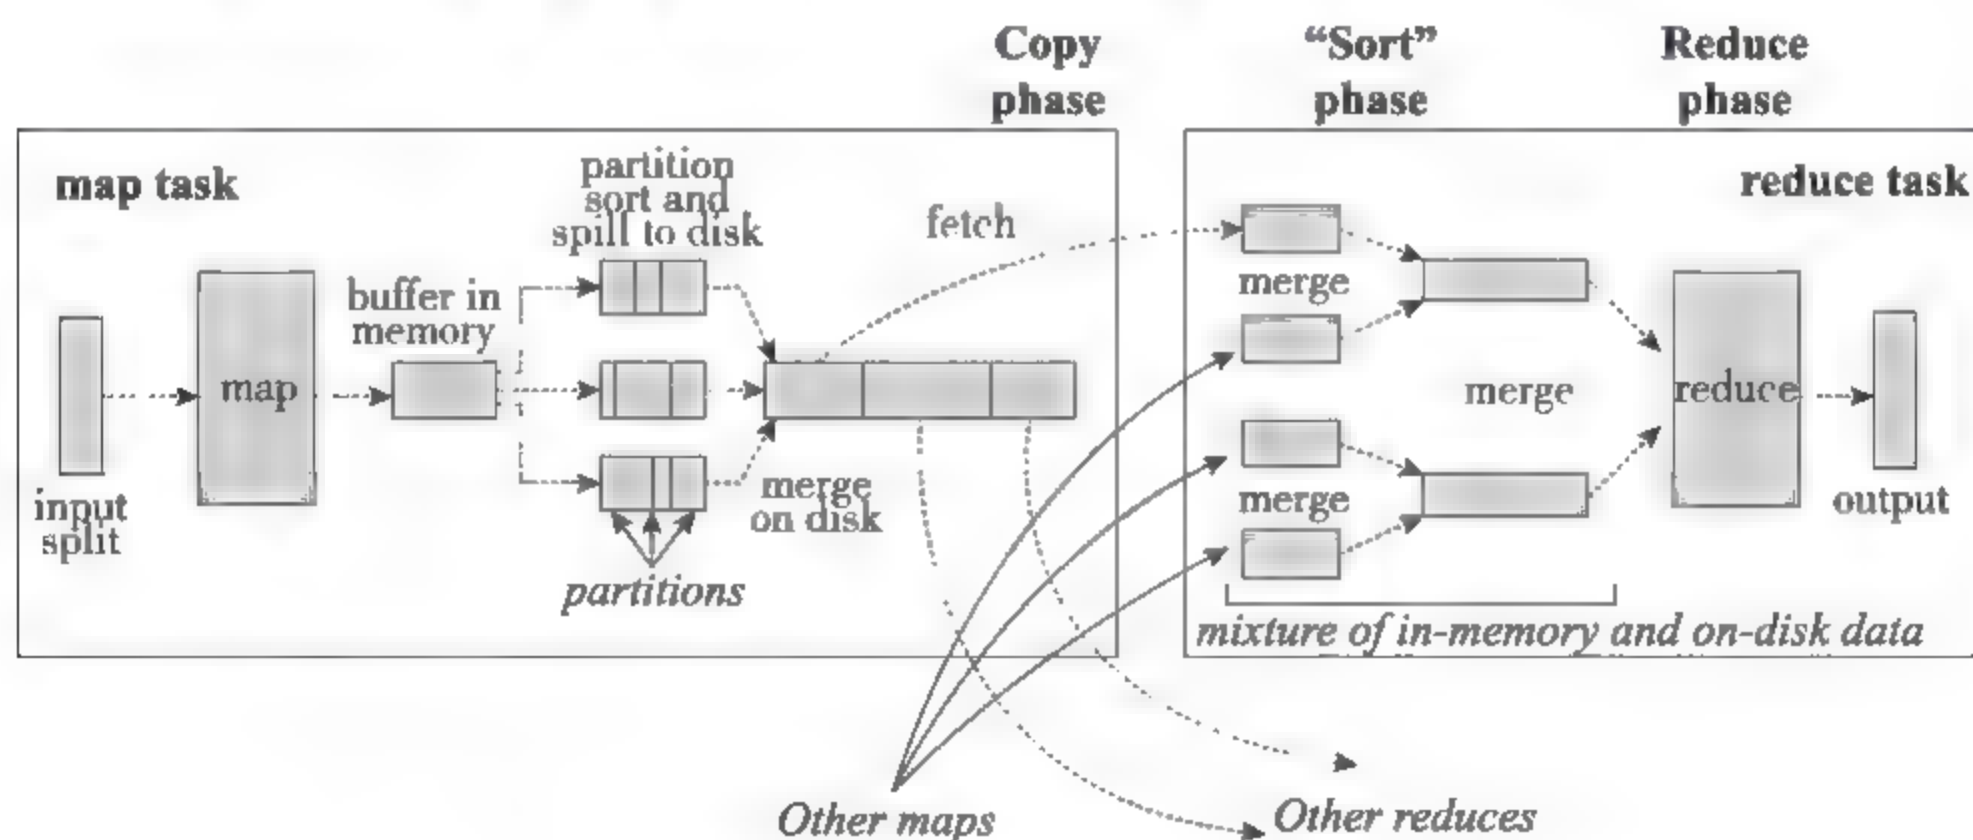 Copy
phase
“Sort”
phase
Reduce
phase
map task
partition
sort and
spill to disk
fetch
buffer in
memory
map
input
split
merge
on disk
partitions
reduce task
merge
merge
merge
reduce
output
mixture of in-memory and on-disk data
Other maps
Other reduces